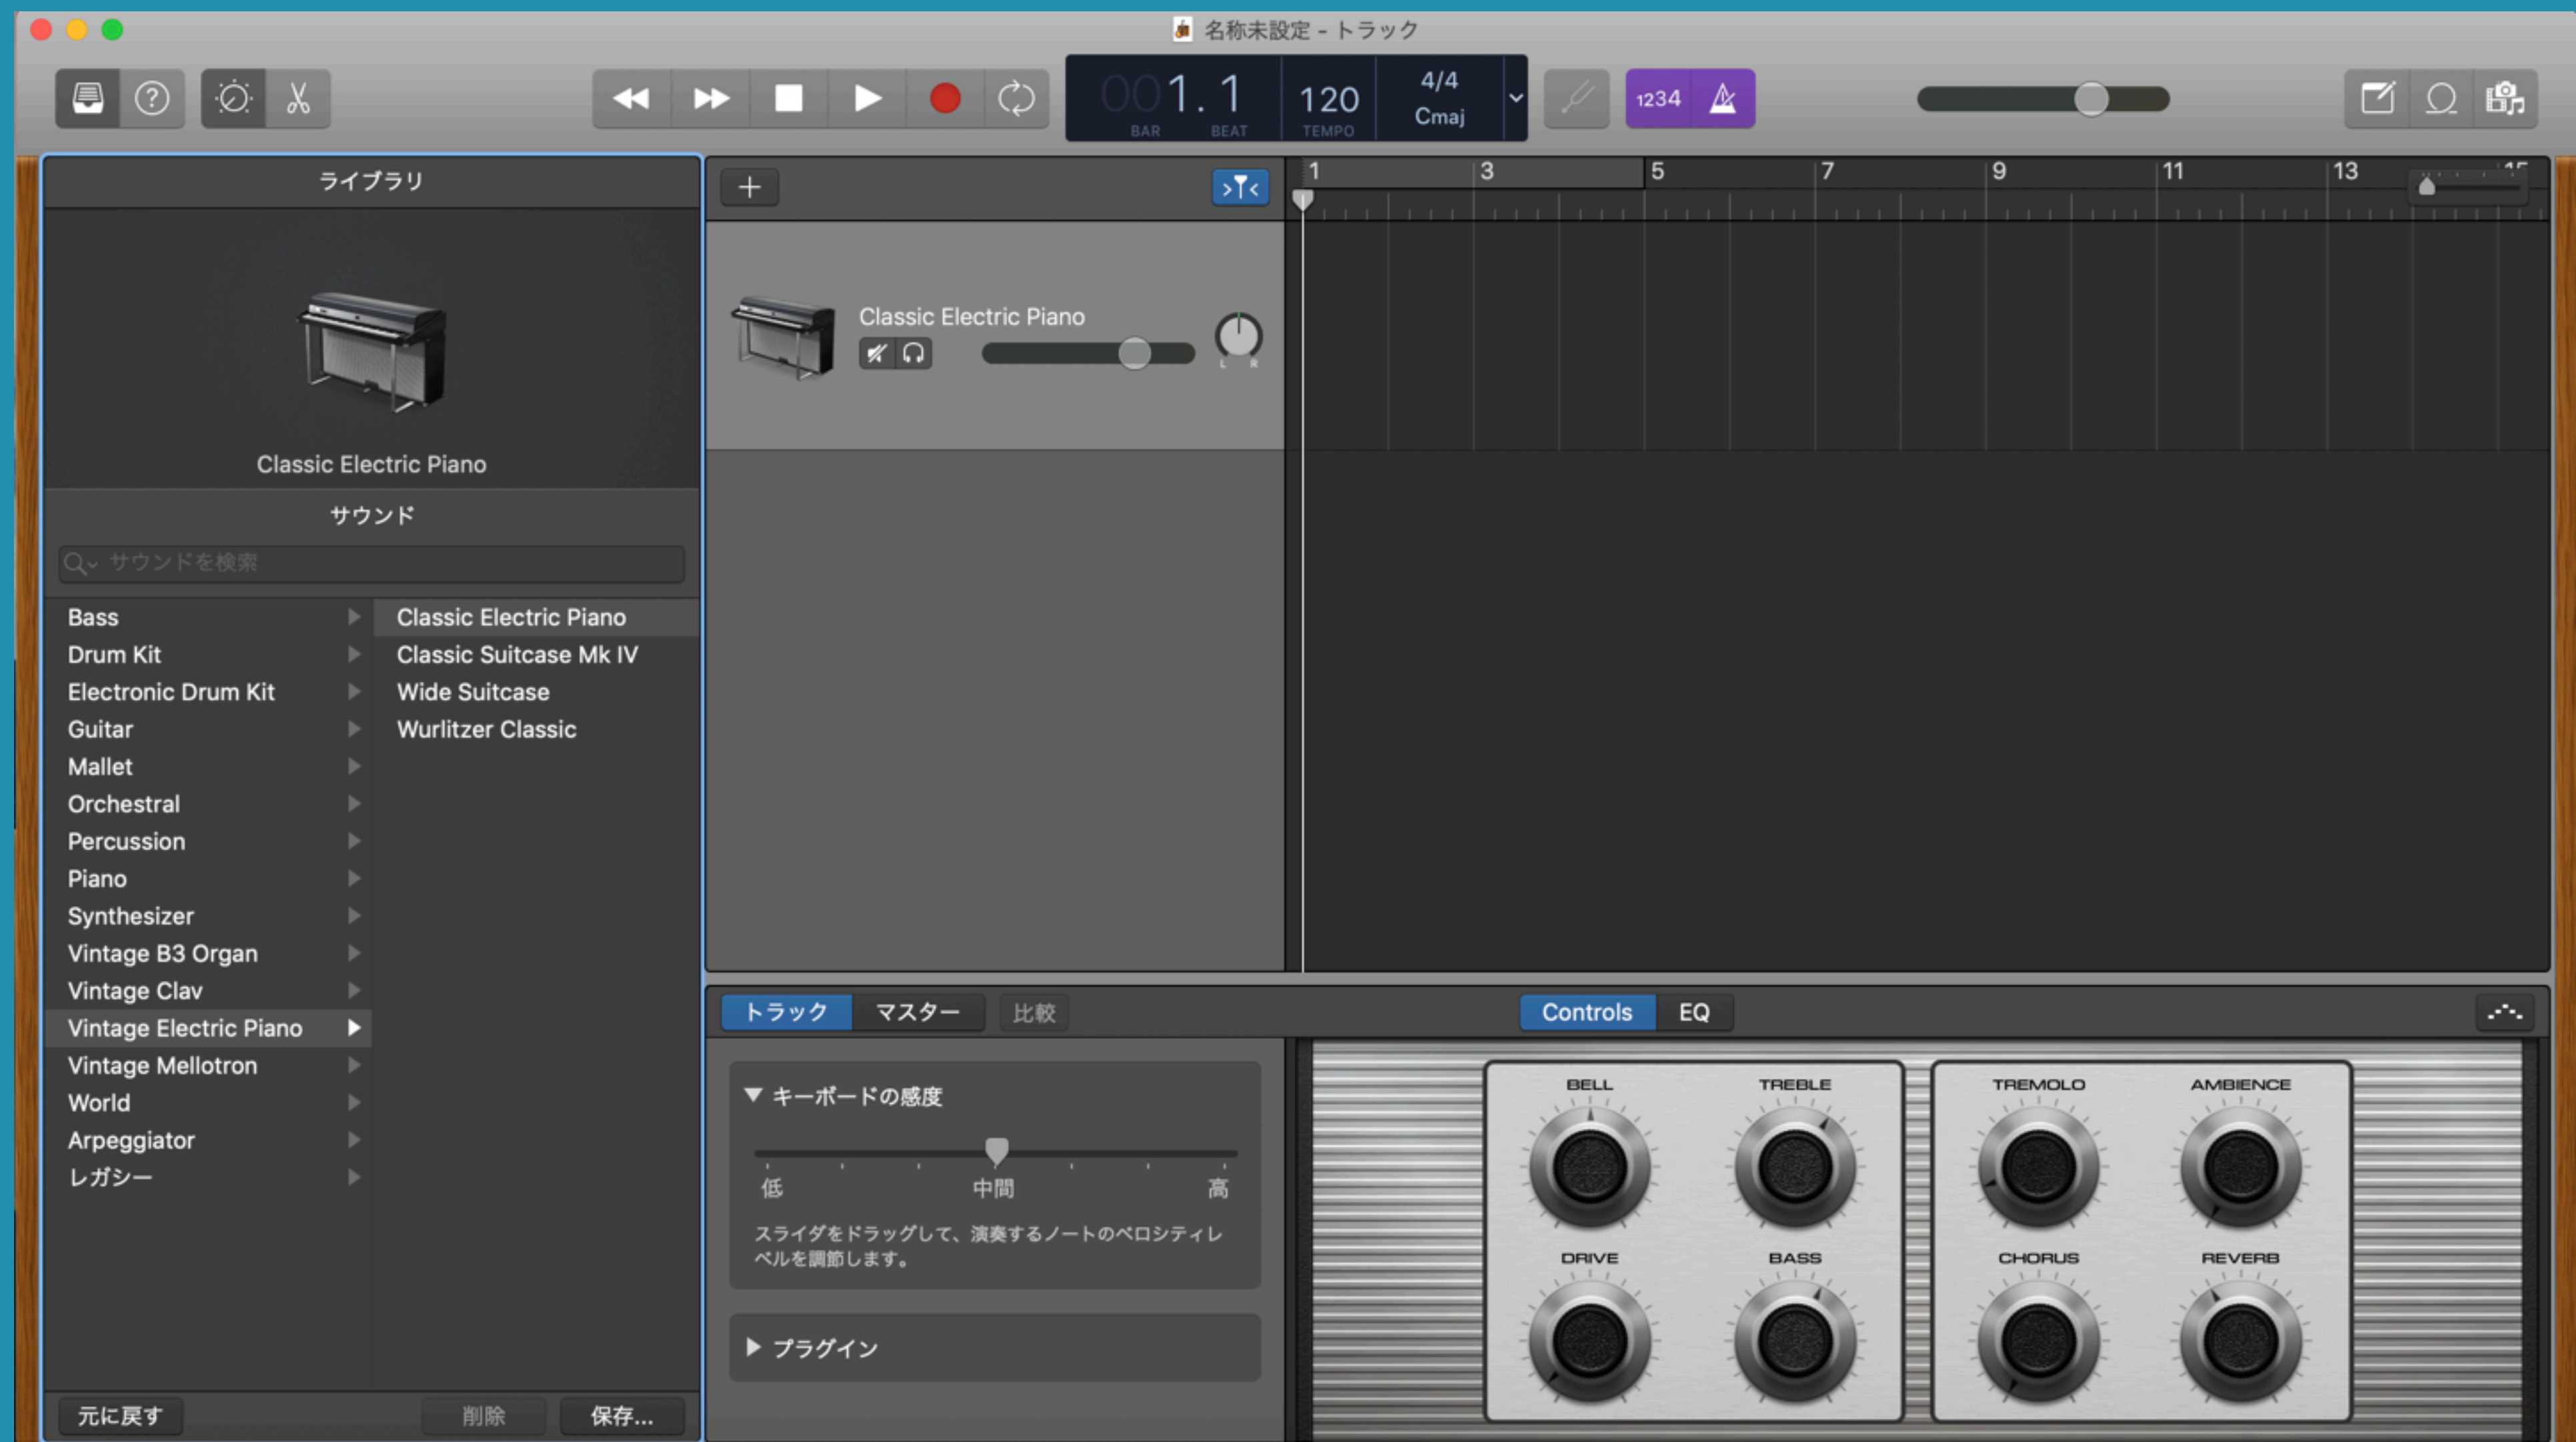 名称未設定 - トラック
001. 1
BAR BEAT
120
TEMPO
4/4
Cmaj
1234
ライブラリ
Classic Electric Piano
サウンド
サウンドを検索
Bass
Drum Kit
Electronic Drum Kit
Guitar
Mallet
Orchestral
Percussion
Piano
Synthesizer
Vintage B3 Organ
Vintage Clav
Vintage Electric Piano
Vintage Mellotron
World
Arpeggiator
レガシー
Classic Electric Piano
Classic Suitcase Mk IV
Wide Suitcase
Wurlitzer Classic
元に戻す 削除 保存...
1 3 5 7 9 11 13 15
Classic Electric Piano
L R
トラック マスター 比較 Controls EQ
キーボードの感度
低 中間 高
スライダをドラッグして、演奏するノートのベロシティレ
ベルを調節します。
プラグイン
BELL TREBLE TREMOLO AMBIENCE
DRIVE BASS CHORUS REVERB